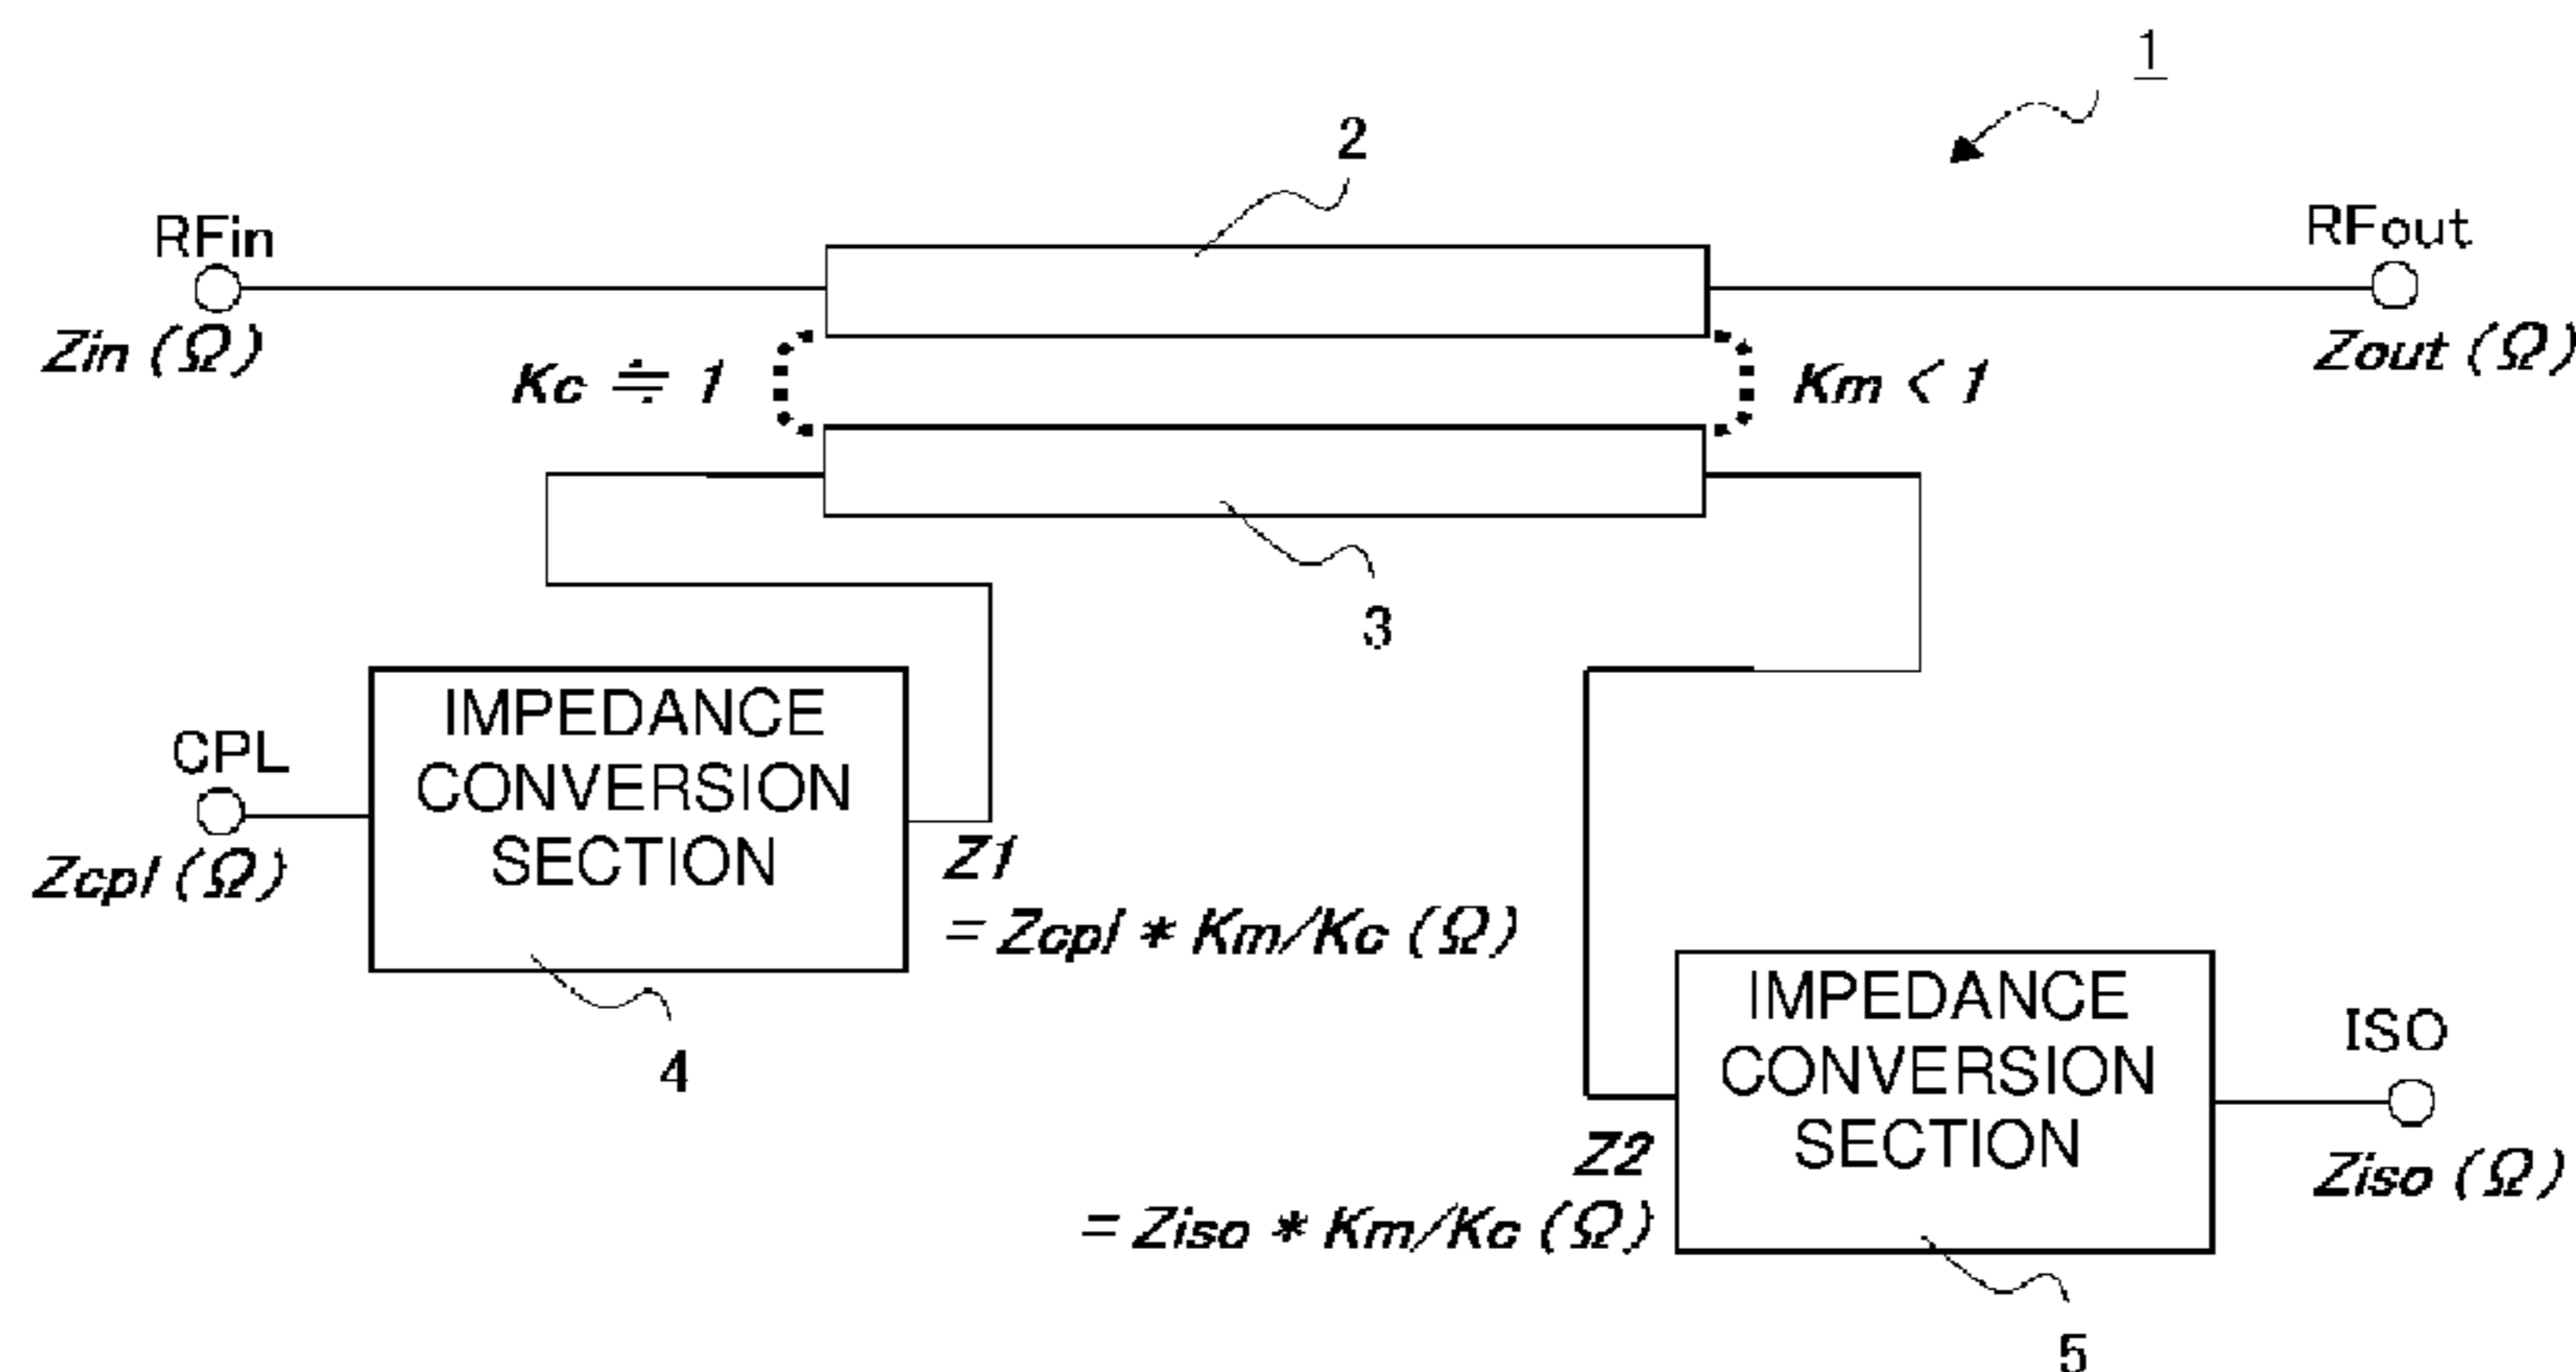 1
2
RFin
RFout
Zin (Ω)
Zout (Ω)
Kc ≒ 1
Km < 1
3
CPL
Zcpl (Ω)
IMPEDANCE
CONVERSION
SECTION
Z1
= Zcpl * Km/Kc (Ω)
4
IMPEDANCE
CONVERSION
SECTION
ISO
Z2
= Ziso * Km/Kc (Ω)
Ziso (Ω)
5